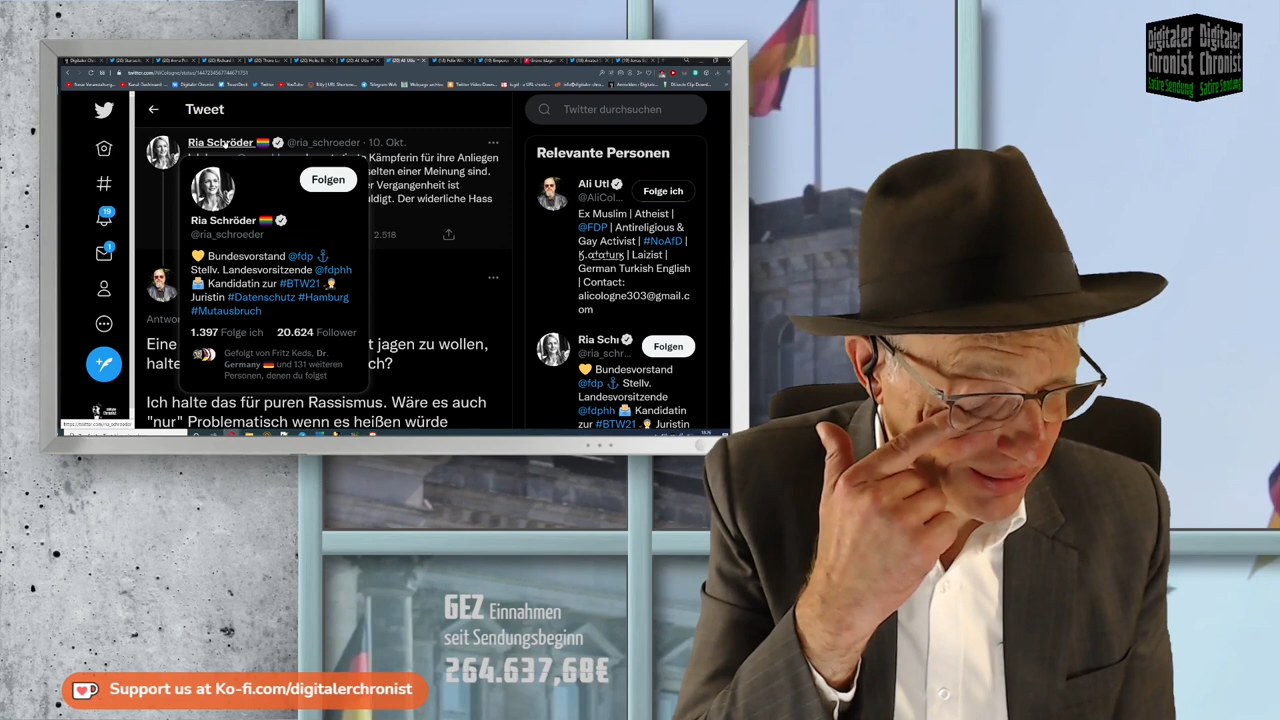 Digitaler
Chronist
Satire Sendung
Digitaler
Chronist
Satire Sendung
Tweet
Twitter durchsuchen
Ria Schröder @ria_schroeder · 10. Okt.
Kämpferin für ihre Anliegen
selten einer Meinung sind.
r Vergangenheit ist
uldigt. Der widerliche Hass
2.518
Folgen
Ria Schröder
@ria_schroeder
Bundesvorstand @fdp
Stellv. Landesvorsitzende @fdphh
Kandidatin zur #BTW21
Juristin #Datenschutz #Hamburg
#Mutausbruch
1.397 Folge ich 20.624 Follower
Gefolgt von Fritz Keds, Dr.
Germany und 131 weiteren
Personen, denen du folgst
19
1
Antwor
Eine t jagen zu wollen,
halte ch?
Ich halte das für puren Rassismus. Wäre es auch
"nur" Problematisch wenn es heißen würde
Relevante Personen
Ali Utl
@AliCol...
Folge ich
Ex Muslim | Atheist |
@FDP | Antireligious &
Gay Activist | #NoAfD |
| Laizist |
German Turkish English
| Contact:
alicologne303@gmail.c
om
Ria Schr
@ria_schr...
Folgen
Bundesvorstand
@fdp Stellv.
Landesvorsitzende
@fdphh Kandidatin
zur #BTW21 Juristin
GEZ Einnahmen
seit Sendungsbeginn
264.637,68€
Support us at Ko-fi.com/digitalerchronist